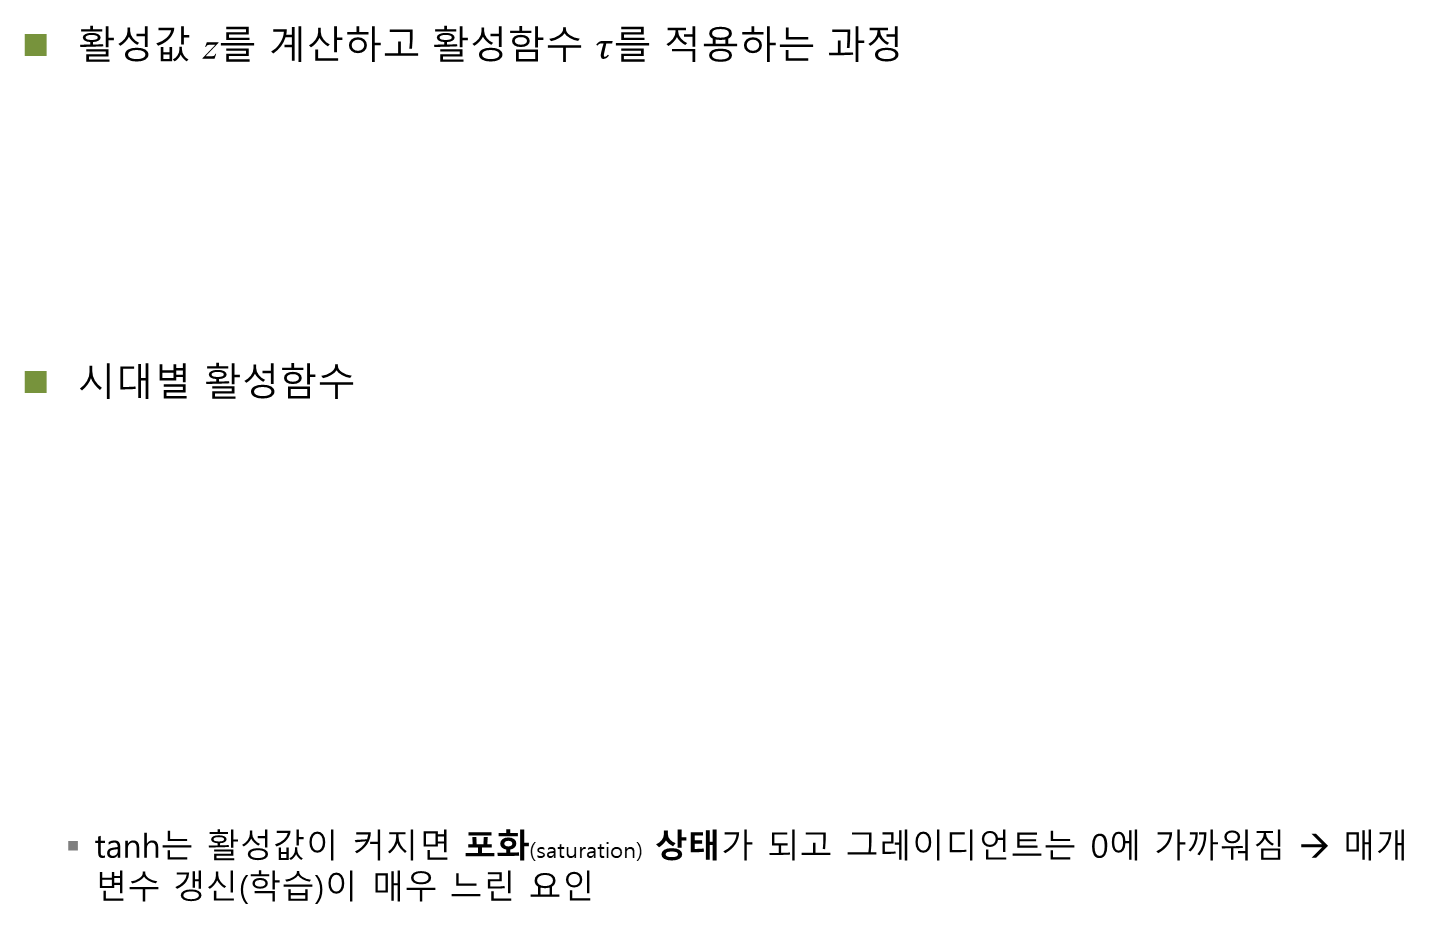 ■ 활성값 z를 계산하고 활성함수 τ를 적용하는 과정
■ 시대별 활성함수
▪ tanh는 활성값이 커지면 포화(saturation) 상태가 되고 그레이디언트는 0에 가까워짐 → 매개
변수 갱신(학습)이 매우 느린 요인